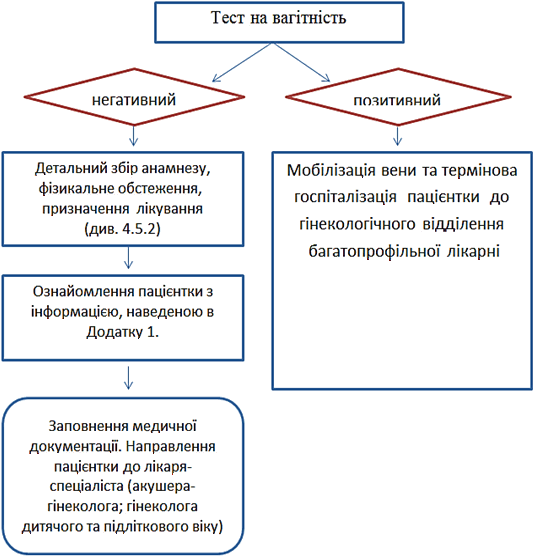 Тест на вагітність
негативний
позитивний
Детальний збір анамнезу,
фізикальне обстеження,
призначення лікування
(див. 4.5.2)
Мобілізація вени та термінова
госпіталізація пацієнтки до
гінекологічного відділення
багатопрофільної лікарні
Ознайомлення пацієнтки з
інформацією, наведеною в
Додатку 1.
Заповнення медичної
документації. Направлення
пацієнтки до лікаря-
спеціаліста (акушера-
гінеколога; гінеколога
дитячого та підліткового віку)